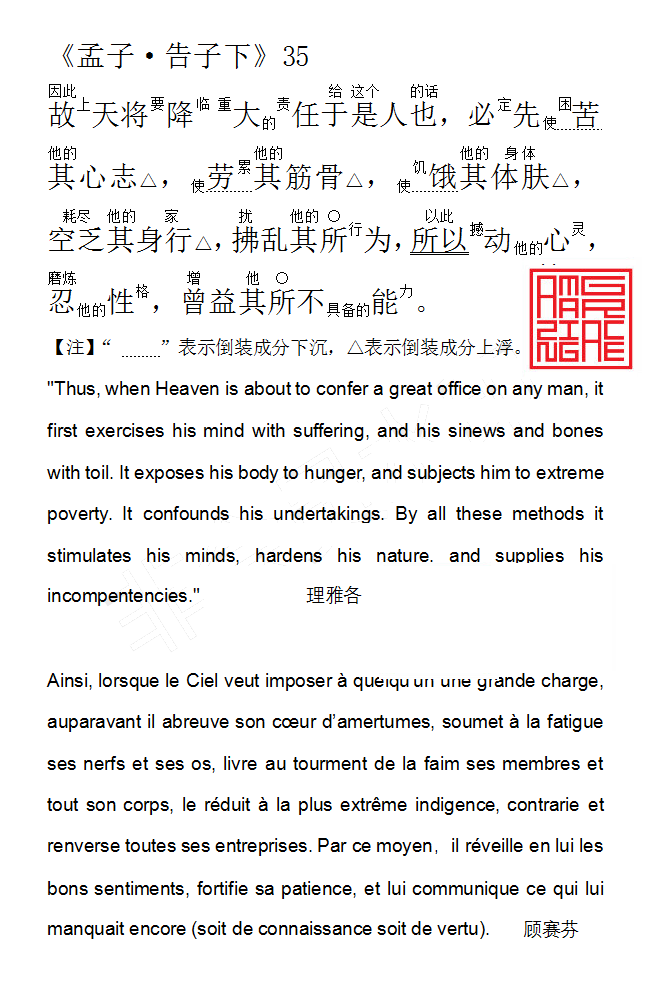 《孟子·告子下》35
因此 给 这个 的话
故上天将要降临重大的责任于是人也，必定先使困苦
他的 他的 他的 身体
其心志△，使劳累其筋骨△，使饥饿其体肤△，
耗尽 他的 家 扰 他的 〇 以此
空乏其身行△，拂乱其所行为，所以撼动他的心灵，
磨炼 增 他 〇
忍他的性格，曾益其所不具备的能力。
【注】“ ........ ”表示倒装成分下沉，△表示倒装成分上浮。
"Thus, when Heaven is about to confer a great office on any man, it
first exercises his mind with suffering, and his sinews and bones
with toil. It exposes his body to hunger, and subjects him to extreme
poverty. It confounds his undertakings. By all these methods it
stimulates his minds, hardens his nature. and supplies his
incompentencies." 理雅各
Ainsi, lorsque le Ciel veut imposer à quelqu'un une grande charge,
auparavant il abreuve son cœur d’amertumes, soumet à la fatigue
ses nerfs et ses os, livre au tourment de la faim ses membres et
tout son corps, le réduit à la plus extrême indigence, contrarie et
renverse toutes ses entreprises. Par ce moyen，il réveille en lui les
bons sentiments, fortifie sa patience, et lui communique ce qui lui
manquait encore (soit de connaissance soit de vertu). 顾赛芬